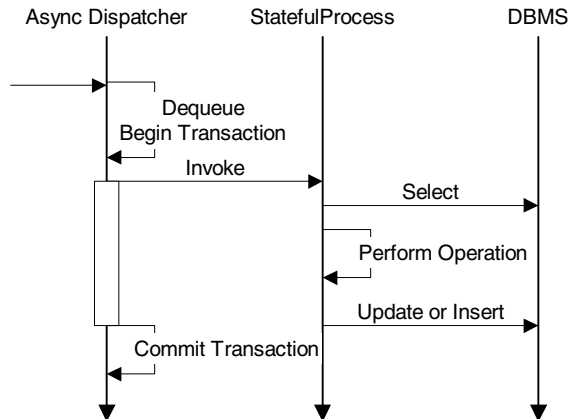 Async Dispatcher
StatefulProcess
DBMS
Dequeue
Begin Transaction
Invoke
Select
Perform Operation
Update or Insert
Commit Transaction